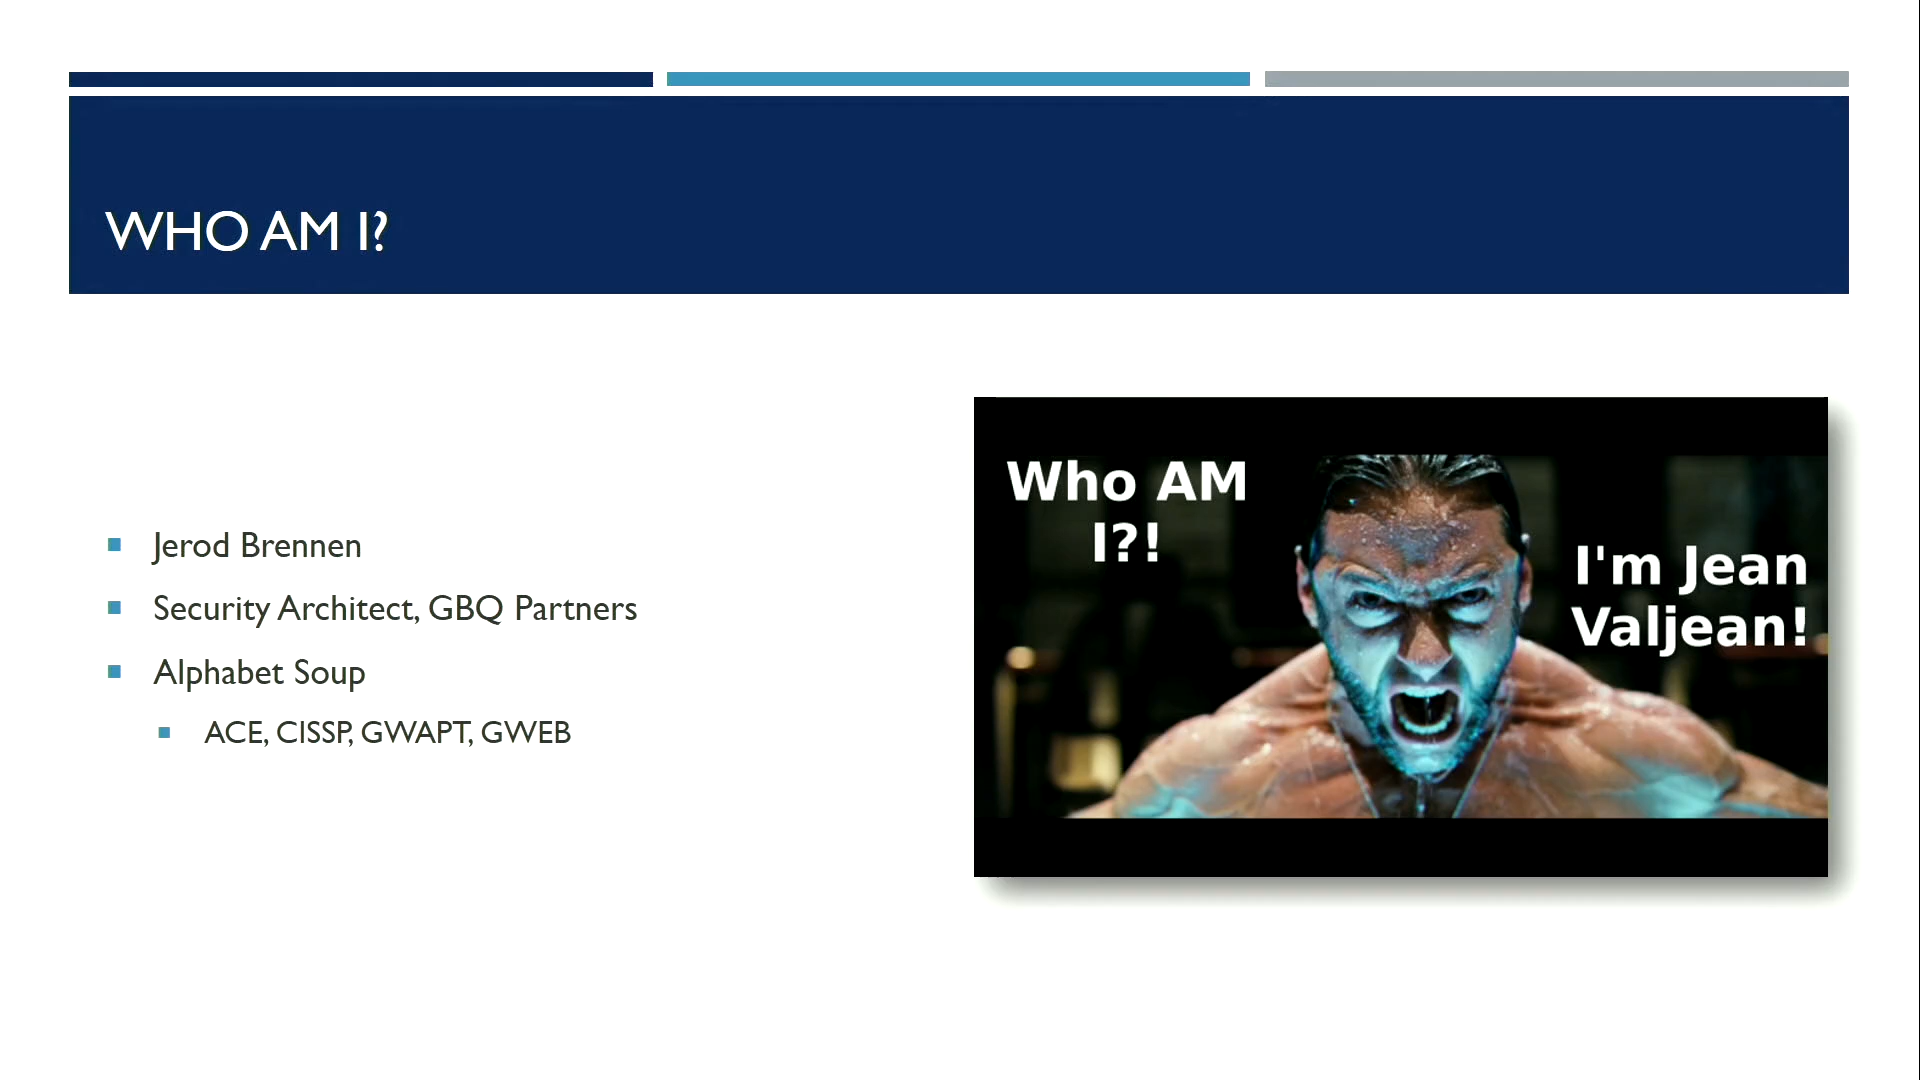 WHO AM I?
Jerod Brennen
Security Architect, GBQ Partners
Alphabet Soup
ACE, CISSP, GWAPT, GWEB
Who AM
I?!
I'm Jean
Valjean!